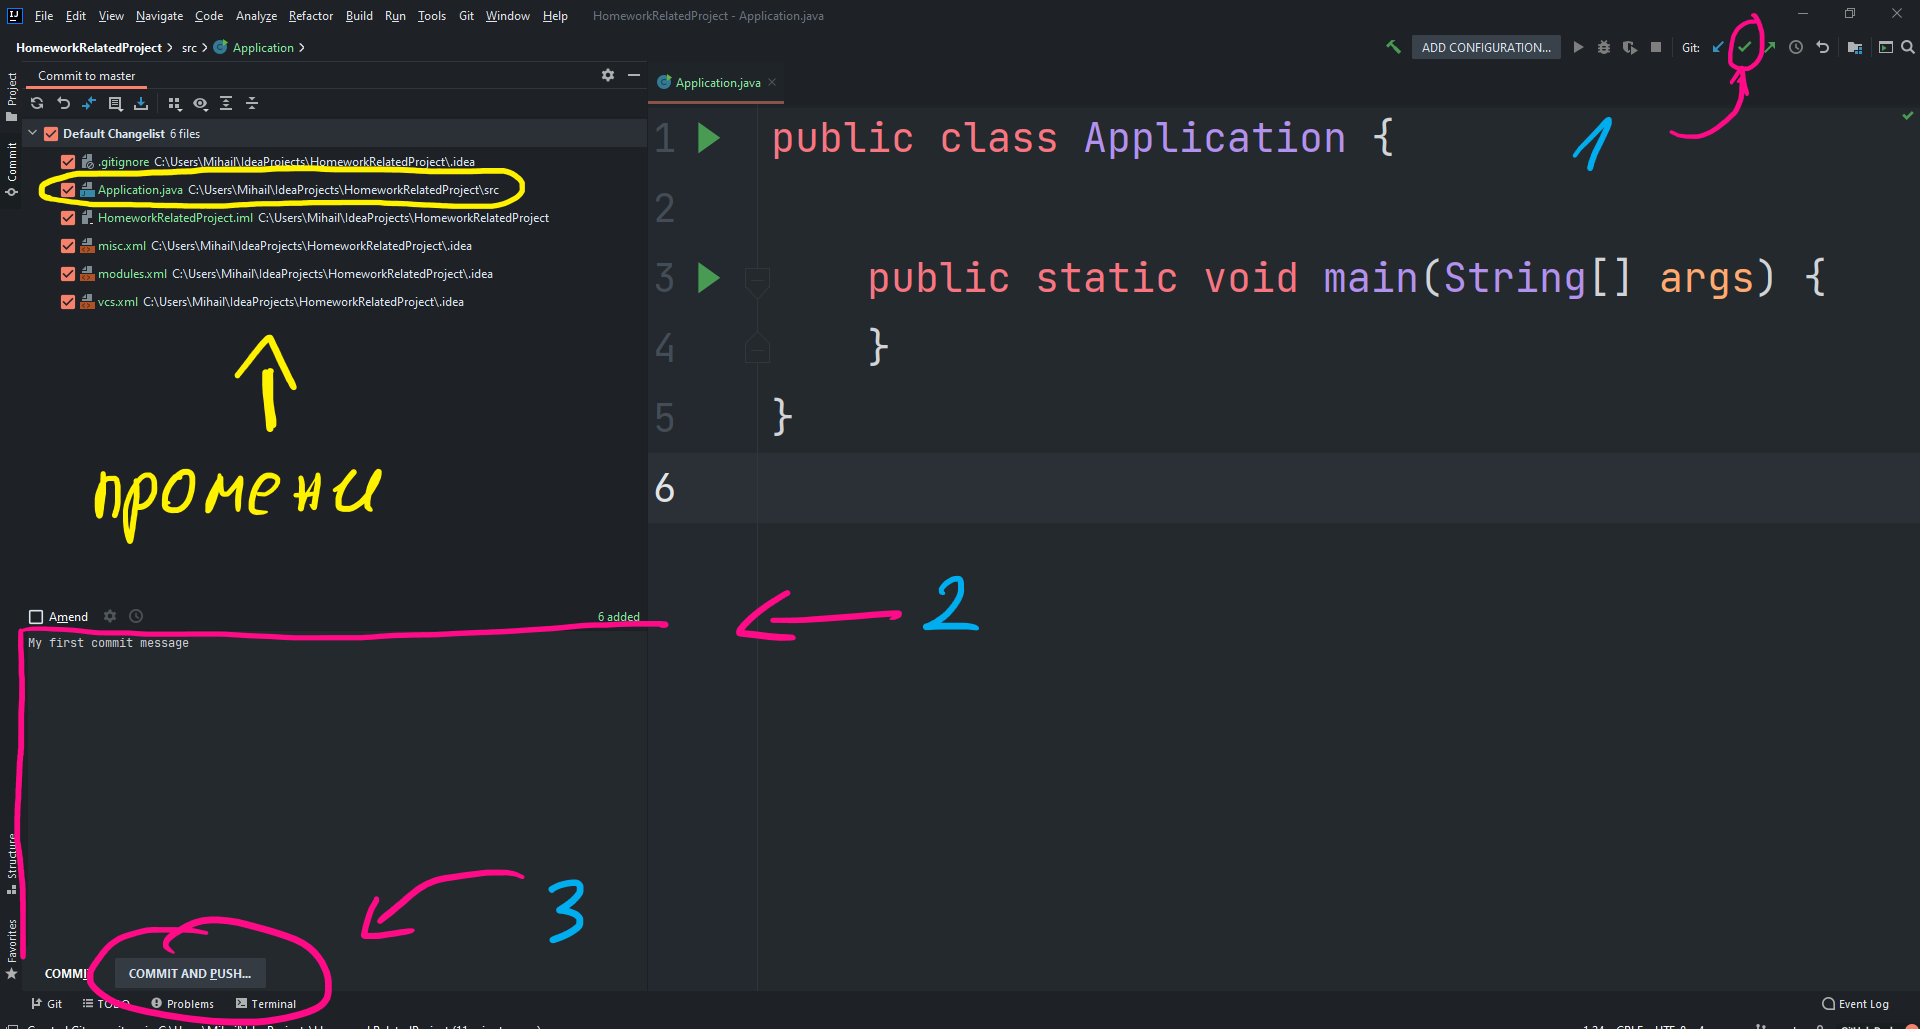 File Edit View Navigate Code Analyze Refactor Build Run Tools Git Window Help HomeworkRelatedProject - Application.java
HomeworkRelatedProject src Application
ADD CONFIGURATION... Git:
Project
Commit
Structure
Favorites
Commit to master
Default Changelist 6 files
.gitignore C:\Users\Mihail\IdeaProjects\HomeworkRelatedProject\.idea
Application.java C:\Users\Mihail\IdeaProjects\HomeworkRelatedProject\src
HomeworkRelatedProject.iml C:\Users\Mihail\IdeaProjects\HomeworkRelatedProject
misc.xml C:\Users\Mihail\IdeaProjects\HomeworkRelatedProject\.idea
modules.xml C:\Users\Mihail\IdeaProjects\HomeworkRelatedProject\.idea
vcs.xml C:\Users\Mihail\IdeaProjects\HomeworkRelatedProject\.idea
промени
Amend 6 added
My first commit message
COMMIT COMMIT AND PUSH...
Application.java
1 public class Application {
2
3 public static void main(String[] args) {
4 }
5 }
6
1
2
3
Git TODO Problems Terminal Event Log